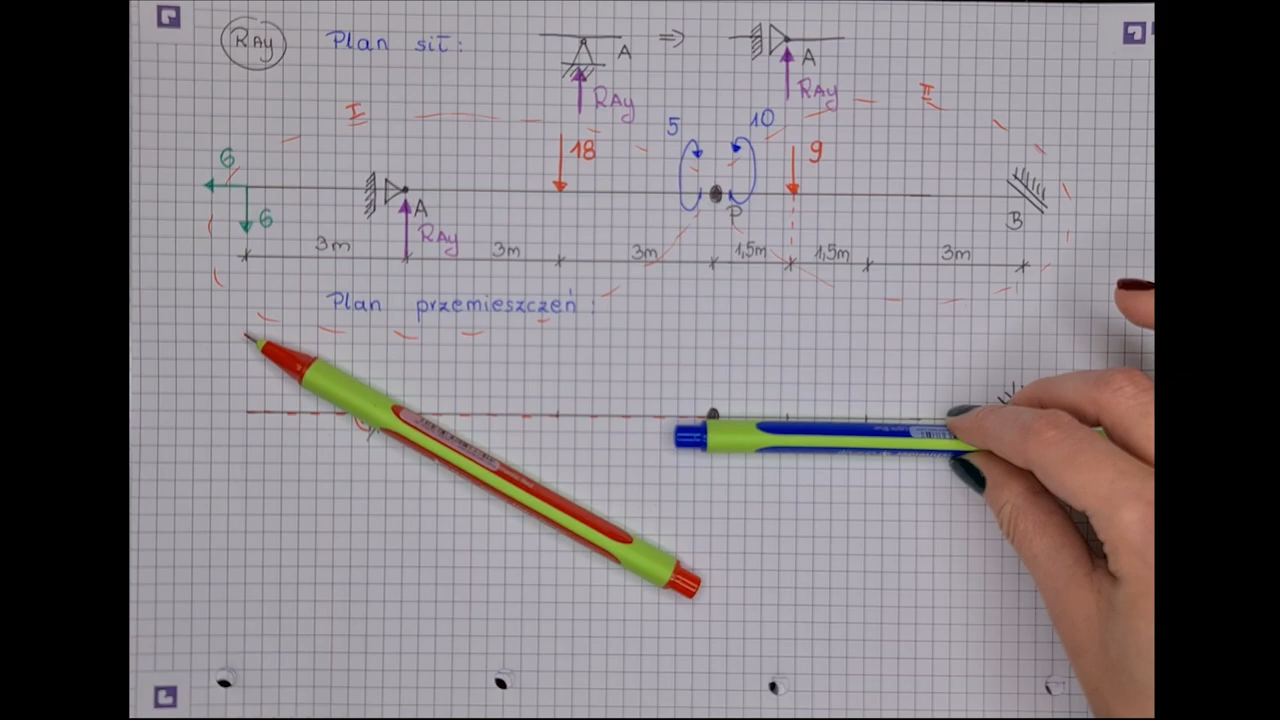 RAy Plan sił: A ⇒ A
RAy RAy
I II
6 18 5 10 9
6 A P B
RAy
3m 3m 3m 1,5m 1,5m 3m
Plan przemieszczeń: